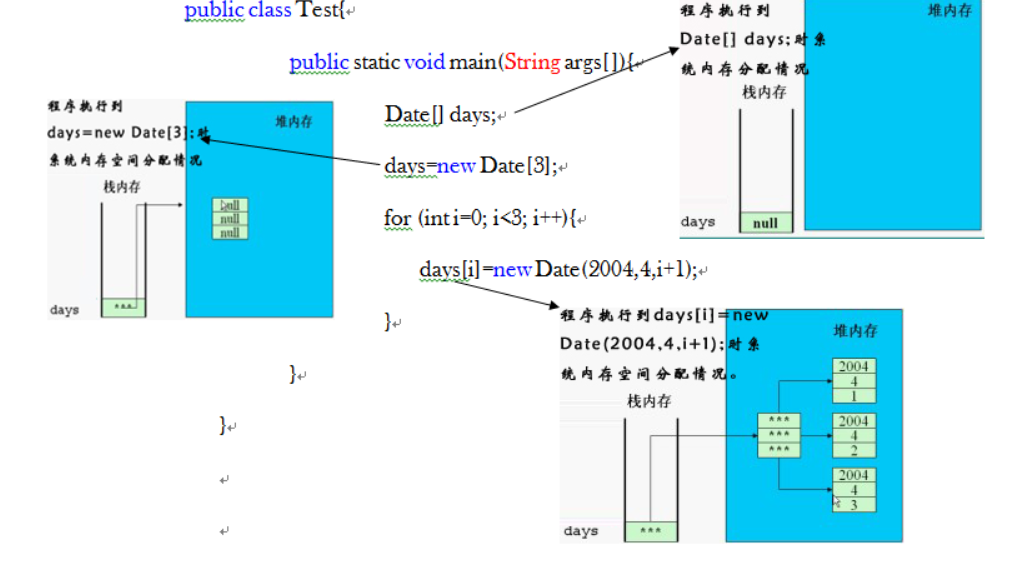 public class Test{
public static void main(String args[]){
Date[] days;
days=new Date[3];
for (int i=0; i<3; i++){
days[i]=new Date(2004,4,i+1);
}
}
}
程序执行到
Date[] days;时系
统内存分配情况
堆内存
栈内存
days
null
程序执行到
days=new Date[3];时
系统内存空间分配情况
堆内存
栈内存
null
null
null
days
***
程序执行到days[i]=new
Date(2004,4,i+1);时系
统内存空间分配情况。
堆内存
栈内存
2004
4
1
***
***
***
2004
4
2
2004
4
3
days
***